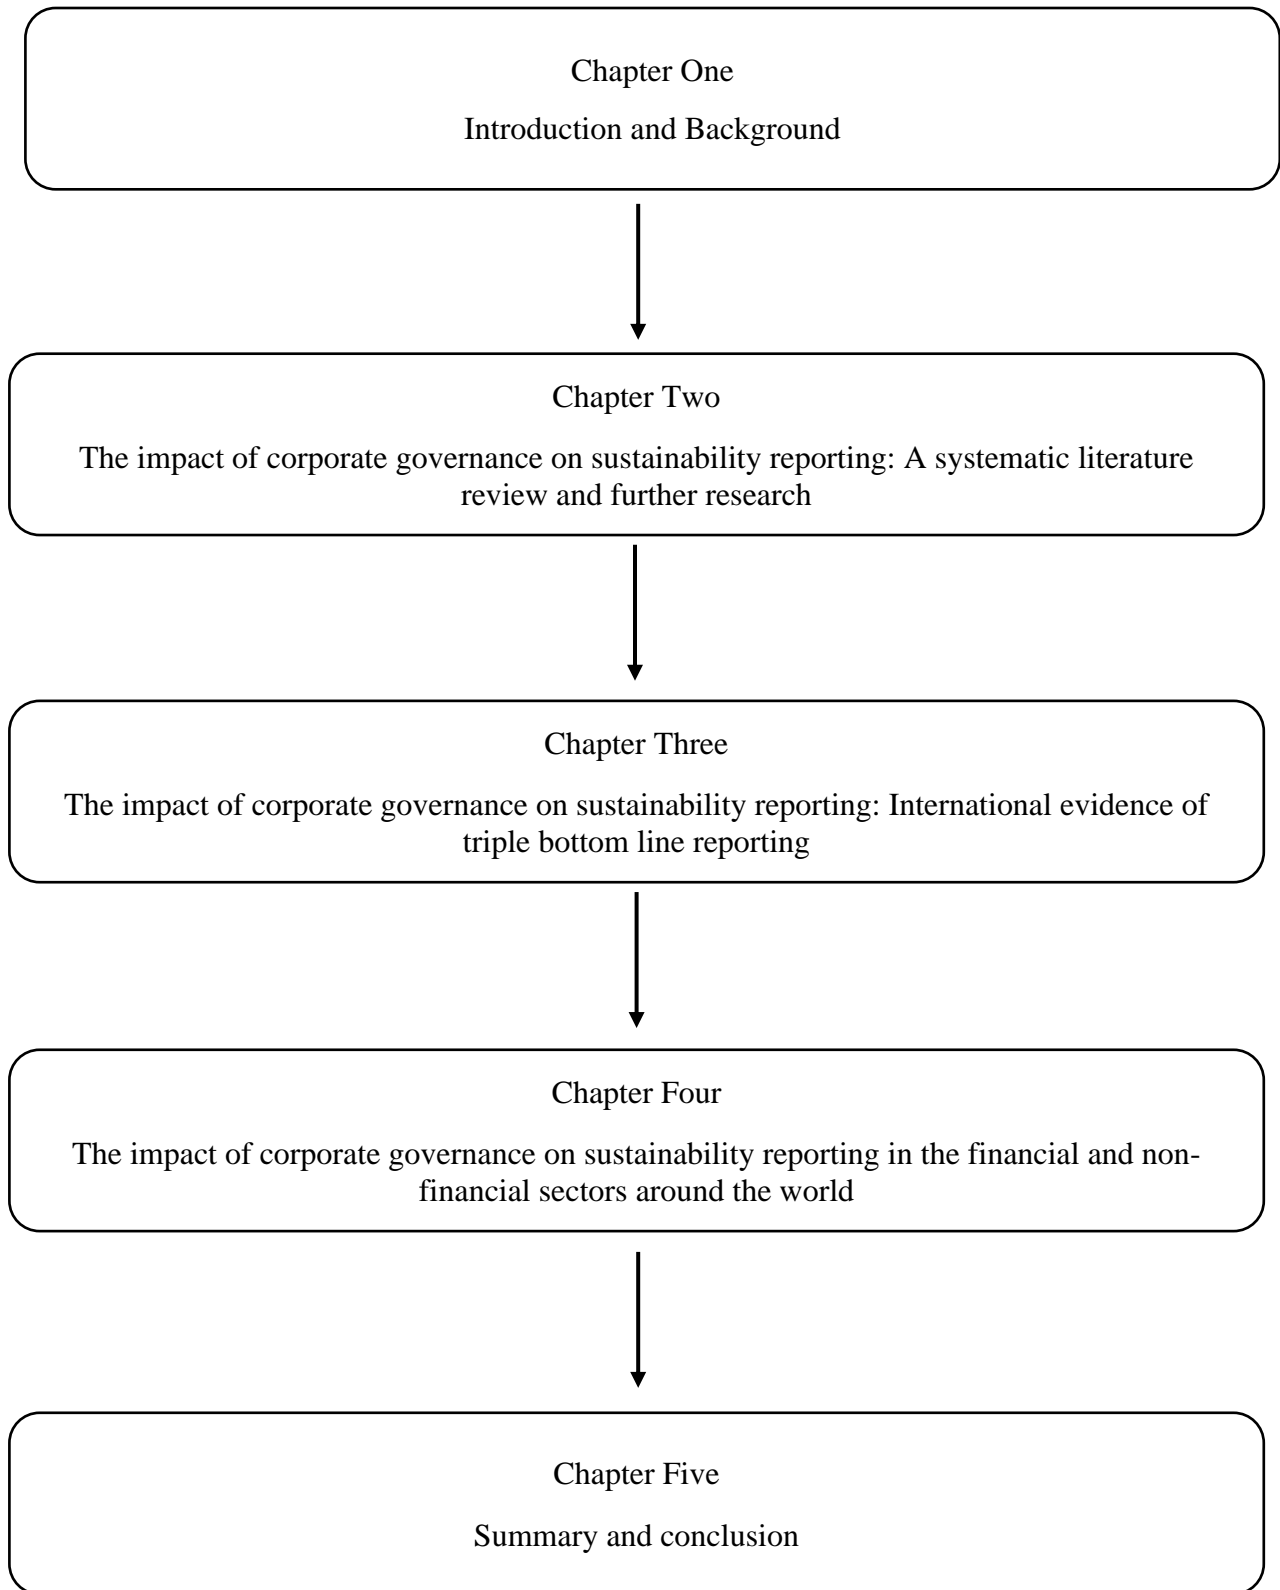 Chapter One
Introduction and Background
Chapter Two
The impact of corporate governance on sustainability reporting: A systematic literature
review and further research
Chapter Three
The impact of corporate governance on sustainability reporting: International evidence of
triple bottom line reporting
Chapter Four
The impact of corporate governance on sustainability reporting in the financial and non-
financial sectors around the world
Chapter Five
Summary and conclusion